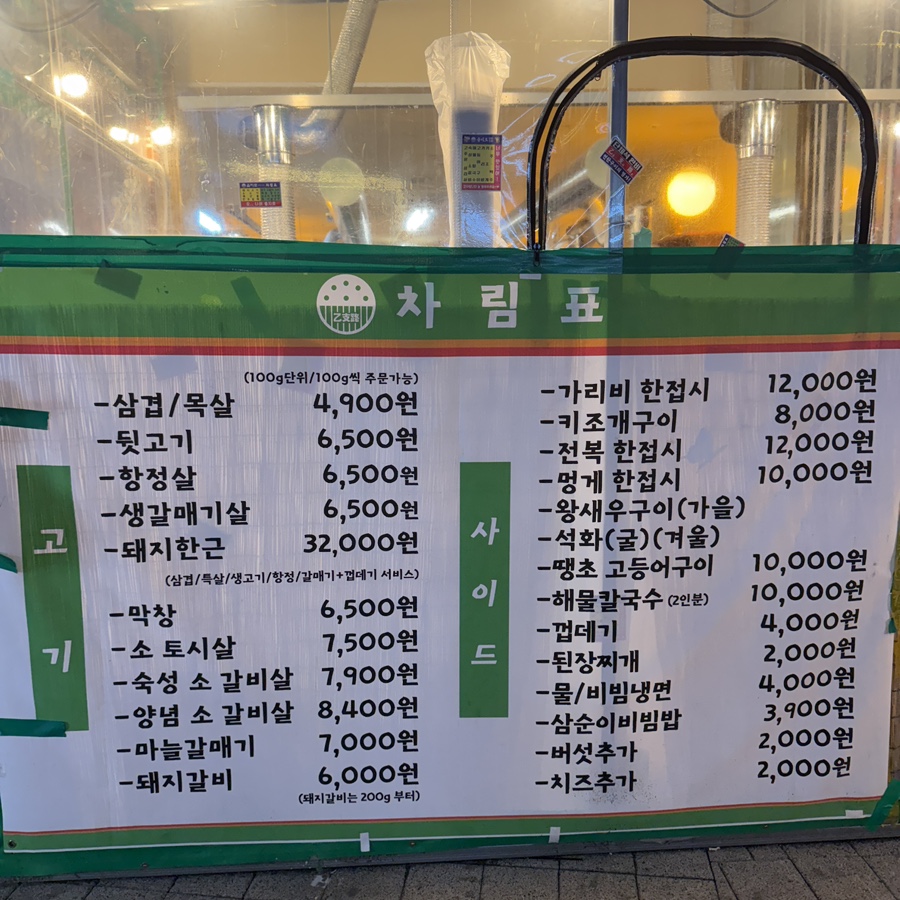 乙支路
차림표
고기
(100g단위/100g씩 주문가능)
-삼겹/목살 4,900원
-뒷고기 6,500원
-항정살 6,500원
-생갈매기살 6,500원
-돼지한근 32,000원
(삼겹/특살/생고기/항정/갈매기+껍데기 서비스)
-막창 6,500원
-소 토시살 7,500원
-숙성 소 갈비살 7,900원
-양념 소 갈비살 8,400원
-마늘갈매기 7,000원
-돼지갈비 6,000원
(돼지갈비는 200g 부터)
사이드
-가리비 한접시 12,000원
-키조개구이 8,000원
-전복 한접시 12,000원
-멍게 한접시 10,000원
-왕새우구이(가을)
-석화(굴)(겨울)
-땡초 고등어구이 10,000원
-해물칼국수 (2인분) 10,000원
-껍데기 4,000원
-된장찌개 2,000원
-물/비빔냉면 4,000원
-삼순이비빔밥 3,900원
-버섯추가 2,000원
-치즈추가 2,000원